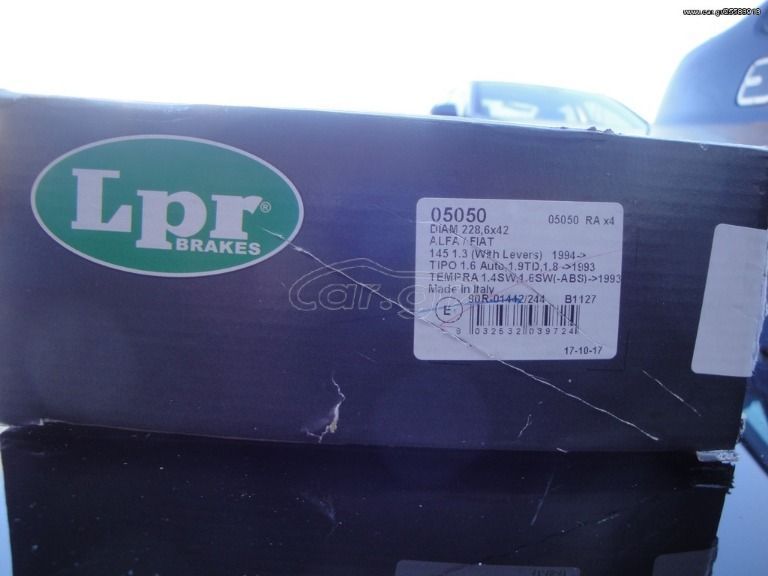 www.car.gr/25583913
Lpr®
BRAKES
05050
05050 RA x4
DIAM 228,6x42
ALFA / FIAT
145 1.3 (With Levers) 1994->
TIPO 1.6 Auto,1.9TD,1.8 ->1993
TEMPRA 1.4SW,1.6SW(-ABS)->1993
Made in Italy
90R-01442/244 B1127
E
8 032532 039724
17-10-17
car.gr